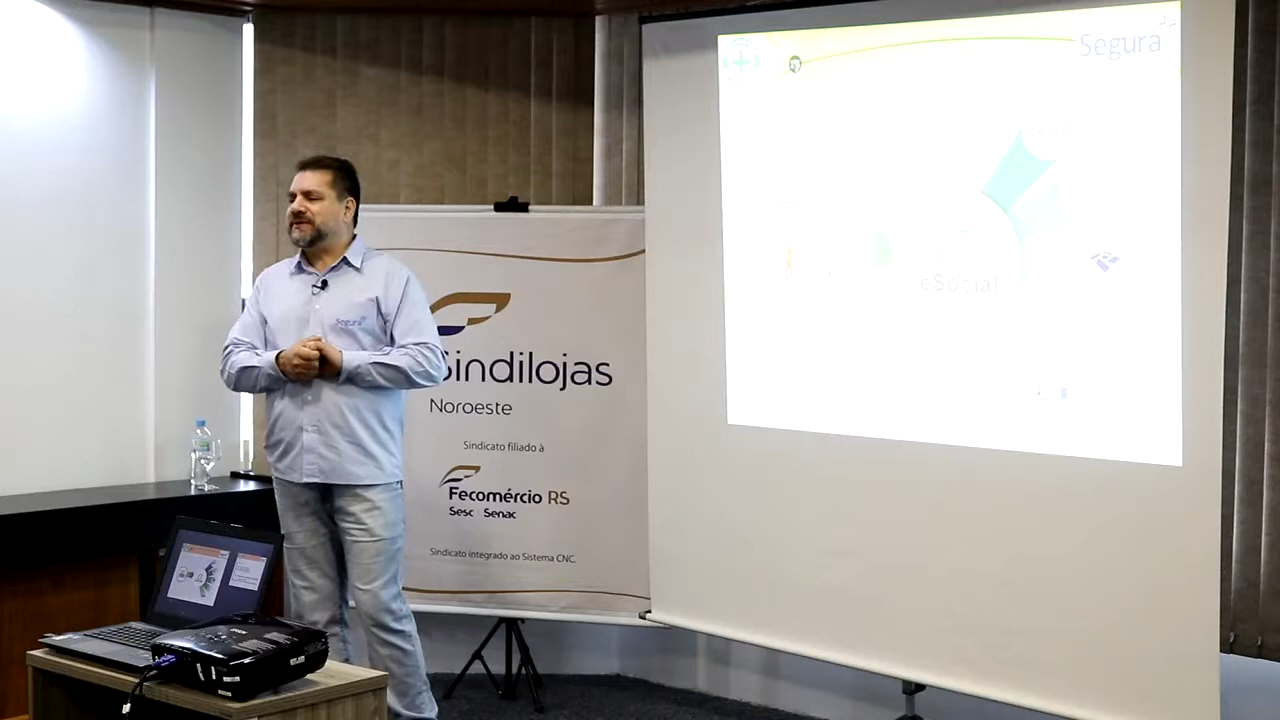 Segura
eSocial
Segura
Sindilojas
Noroeste
Sindicato filiado à
Fecomércio RS
Sesc Senac
Sindicato integrado ao Sistema CNC.